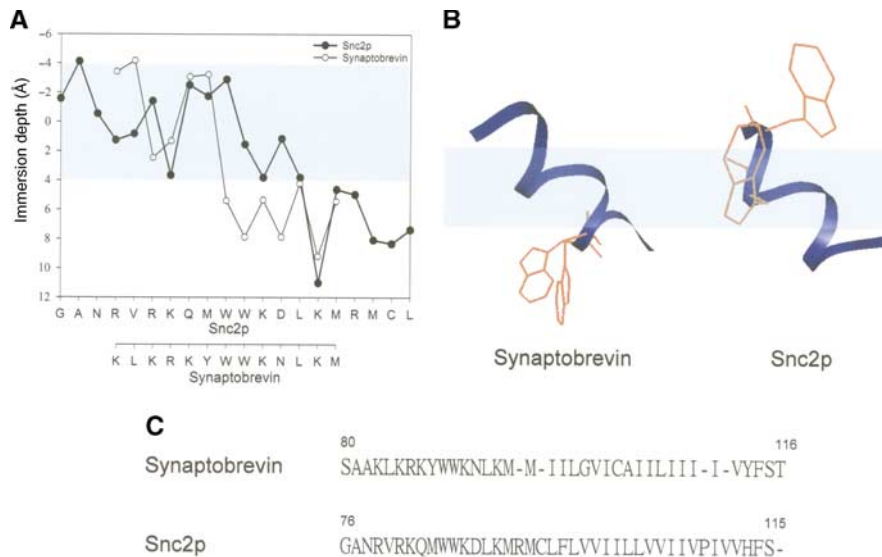 A
Immersion depth (Å)
-6
-4
-2
0
2
4
6
8
10
12
Snc2p
Synaptobrevin
G A N R V R K Q M W W K D L K M R M C L
Snc2p
K L K R K Y W W K N L K M
Synaptobrevin
B
Synaptobrevin
Snc2p
C
80 116
Synaptobrevin SAAKLKRKYWWKNLKM-M-IILGVICAIILIII-I-VYFST
76 115
Snc2p GANRVRKQMWWKDLKMRMCLFLVVIILLVVIIVPIVVHFS-